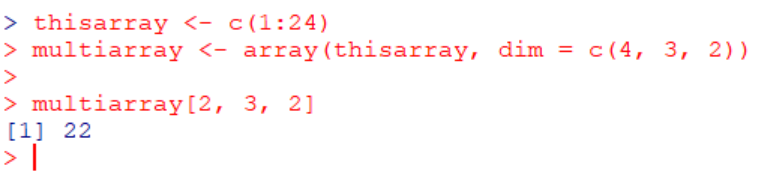 > thisarray <- c(1:24)
> multiarray <- array(thisarray, dim = c(4, 3, 2))
>
> multiarray[2, 3, 2]
[1] 22
>